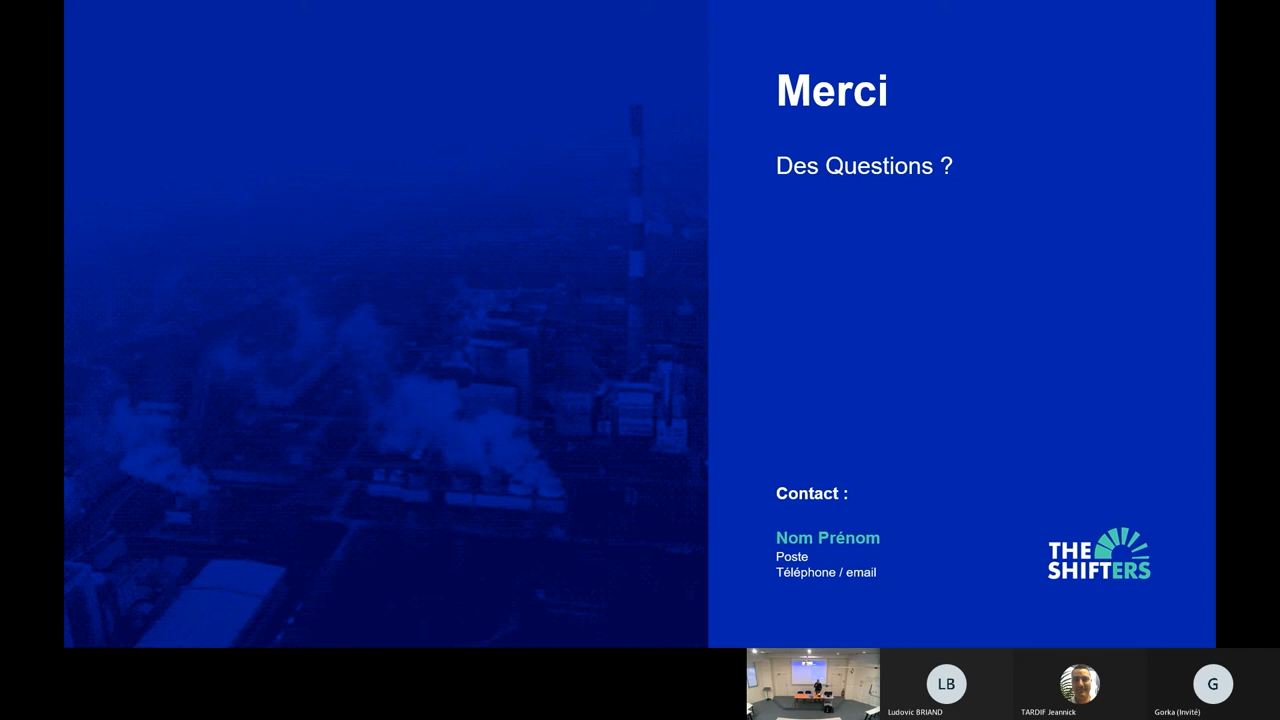 Merci
Des Questions ?
Contact :
Nom Prénom
Poste
Téléphone / email
THE
SHIFTERS
LB
G
Ludovic BRIAND
TARDIF Jeannick
Gorka (Invité)